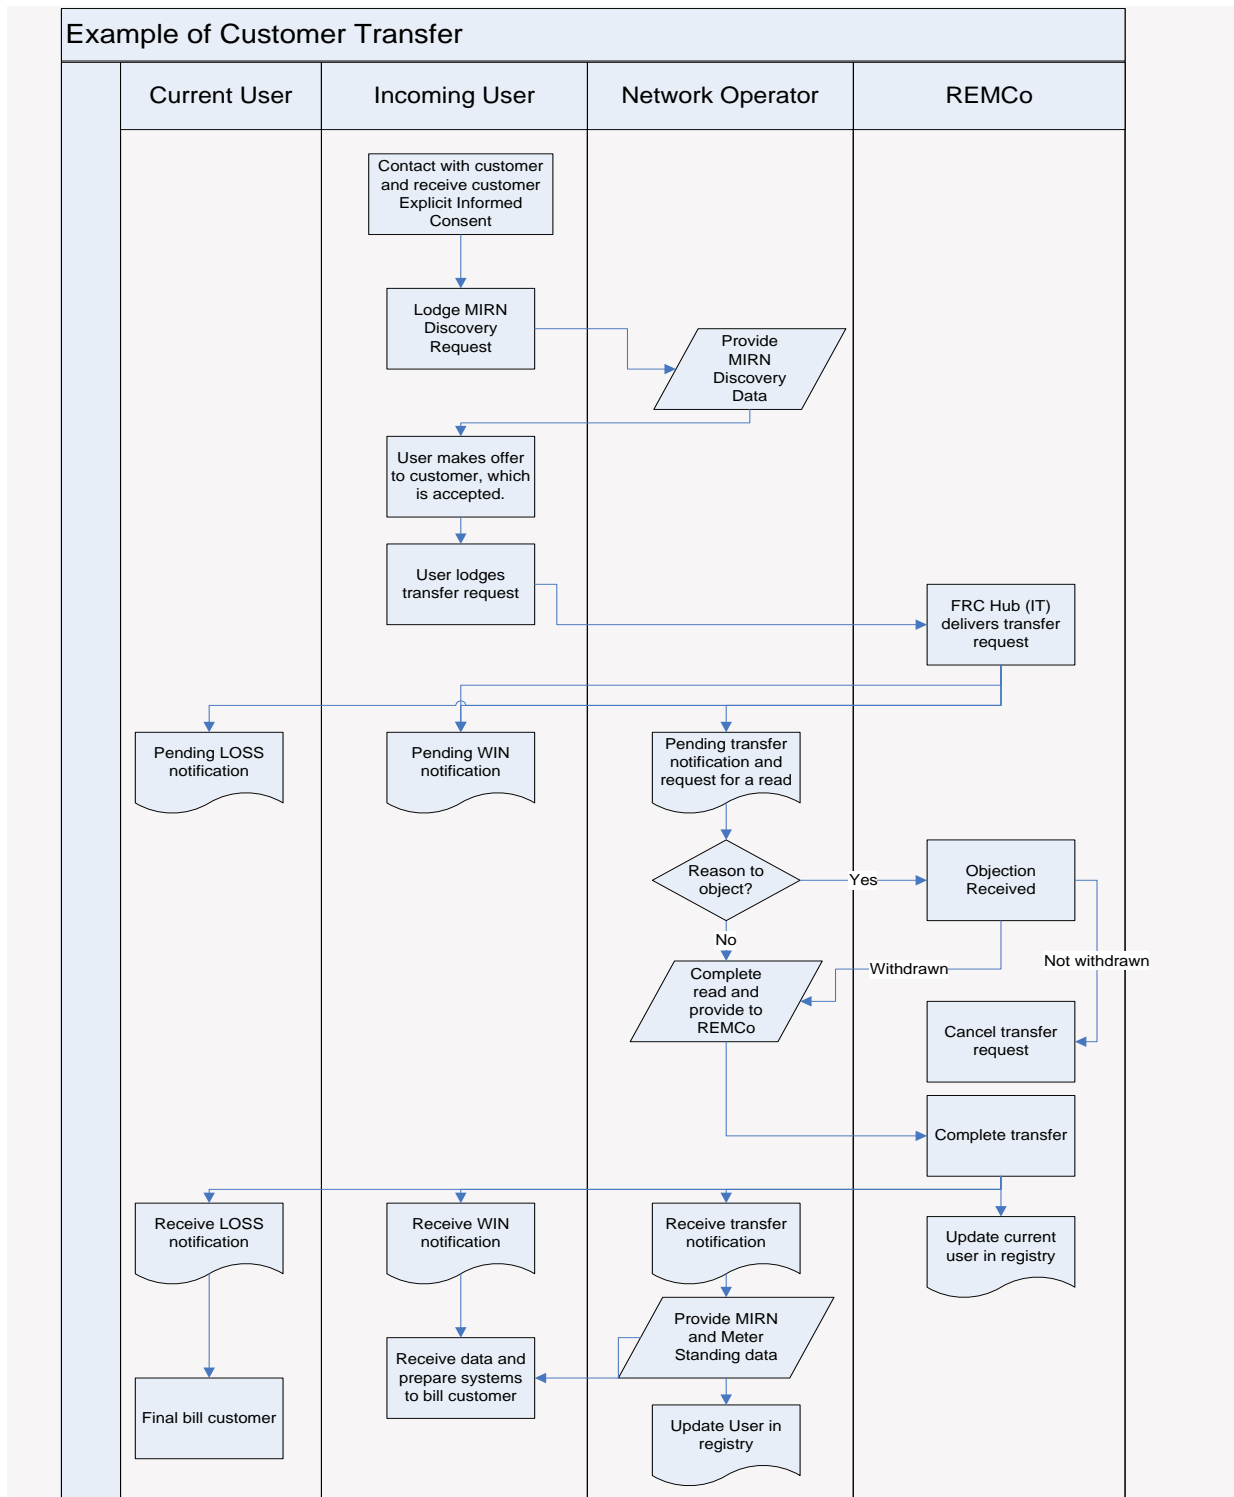 Example of Customer Transfer
Current User
Incoming User
Network Operator
REMCo
Contact with customer
and receive customer
Explicit Informed
Consent
Lodge MIRN
Discovery
Request
Provide
MIRN
Discovery
Data
User makes offer
to customer, which
is accepted.
User lodges
transfer request
FRC Hub (IT)
delivers transfer
request
Pending LOSS
notification
Pending WIN
notification
Pending transfer
notification and
request for a read
Reason to
object?
Yes
Objection
Received
No
Withdrawn
Not withdrawn
Complete
read and
provide to
REMCo
Cancel transfer
request
Complete transfer
Receive LOSS
notification
Receive WIN
notification
Receive transfer
notification
Update current
user in registry
Provide MIRN
and Meter
Standing data
Receive data and
prepare systems
to bill customer
Final bill customer
Update User in
registry